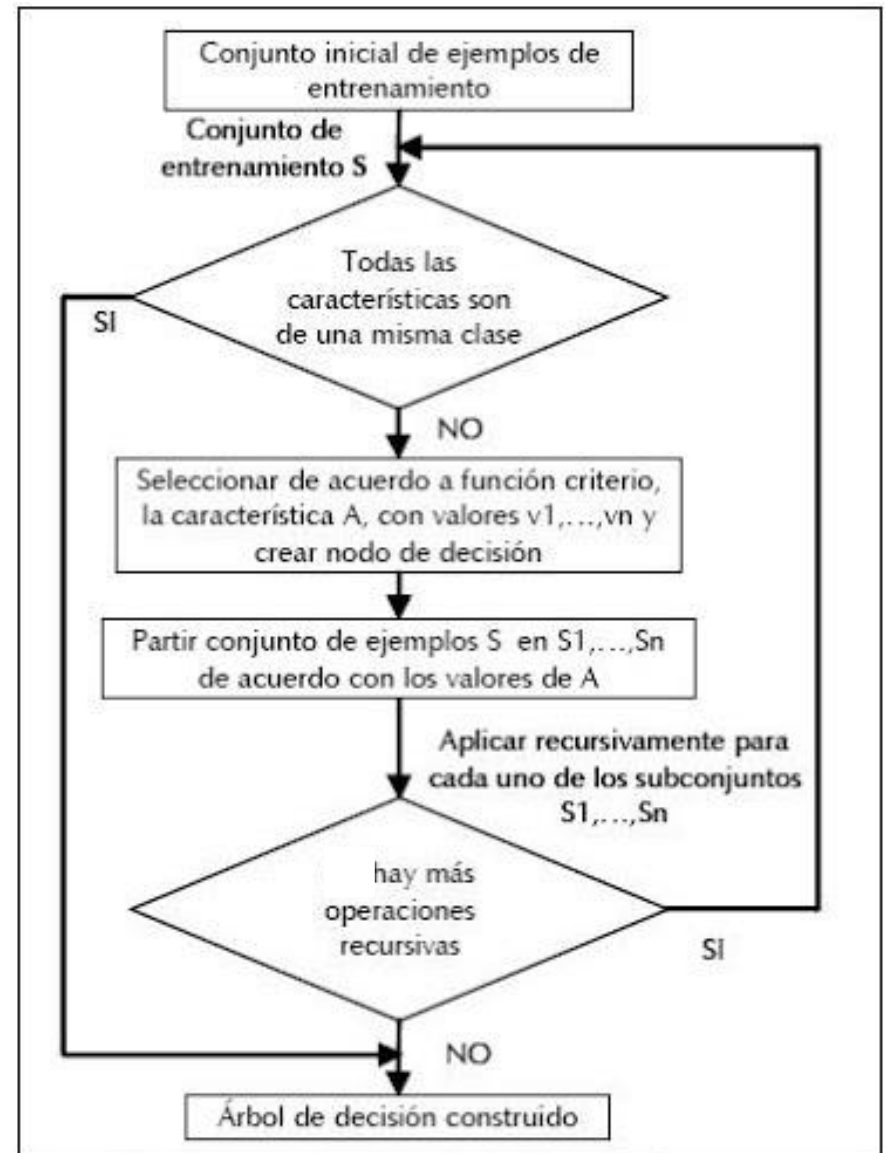 Conjunto inicial de ejemplos de
entrenamiento
Conjunto de
entrenamiento S
Todas las
características son
de una misma clase
SI
NO
Seleccionar de acuerdo a función criterio,
la característica A, con valores v1,...,vn y
crear nodo de decisión
Partir conjunto de ejemplos S en S1,...,Sn
de acuerdo con los valores de A
Aplicar recursivamente para
cada uno de los subconjuntos
S1,...,Sn
hay más
operaciones
recursivas
SI
NO
Árbol de decisión construído